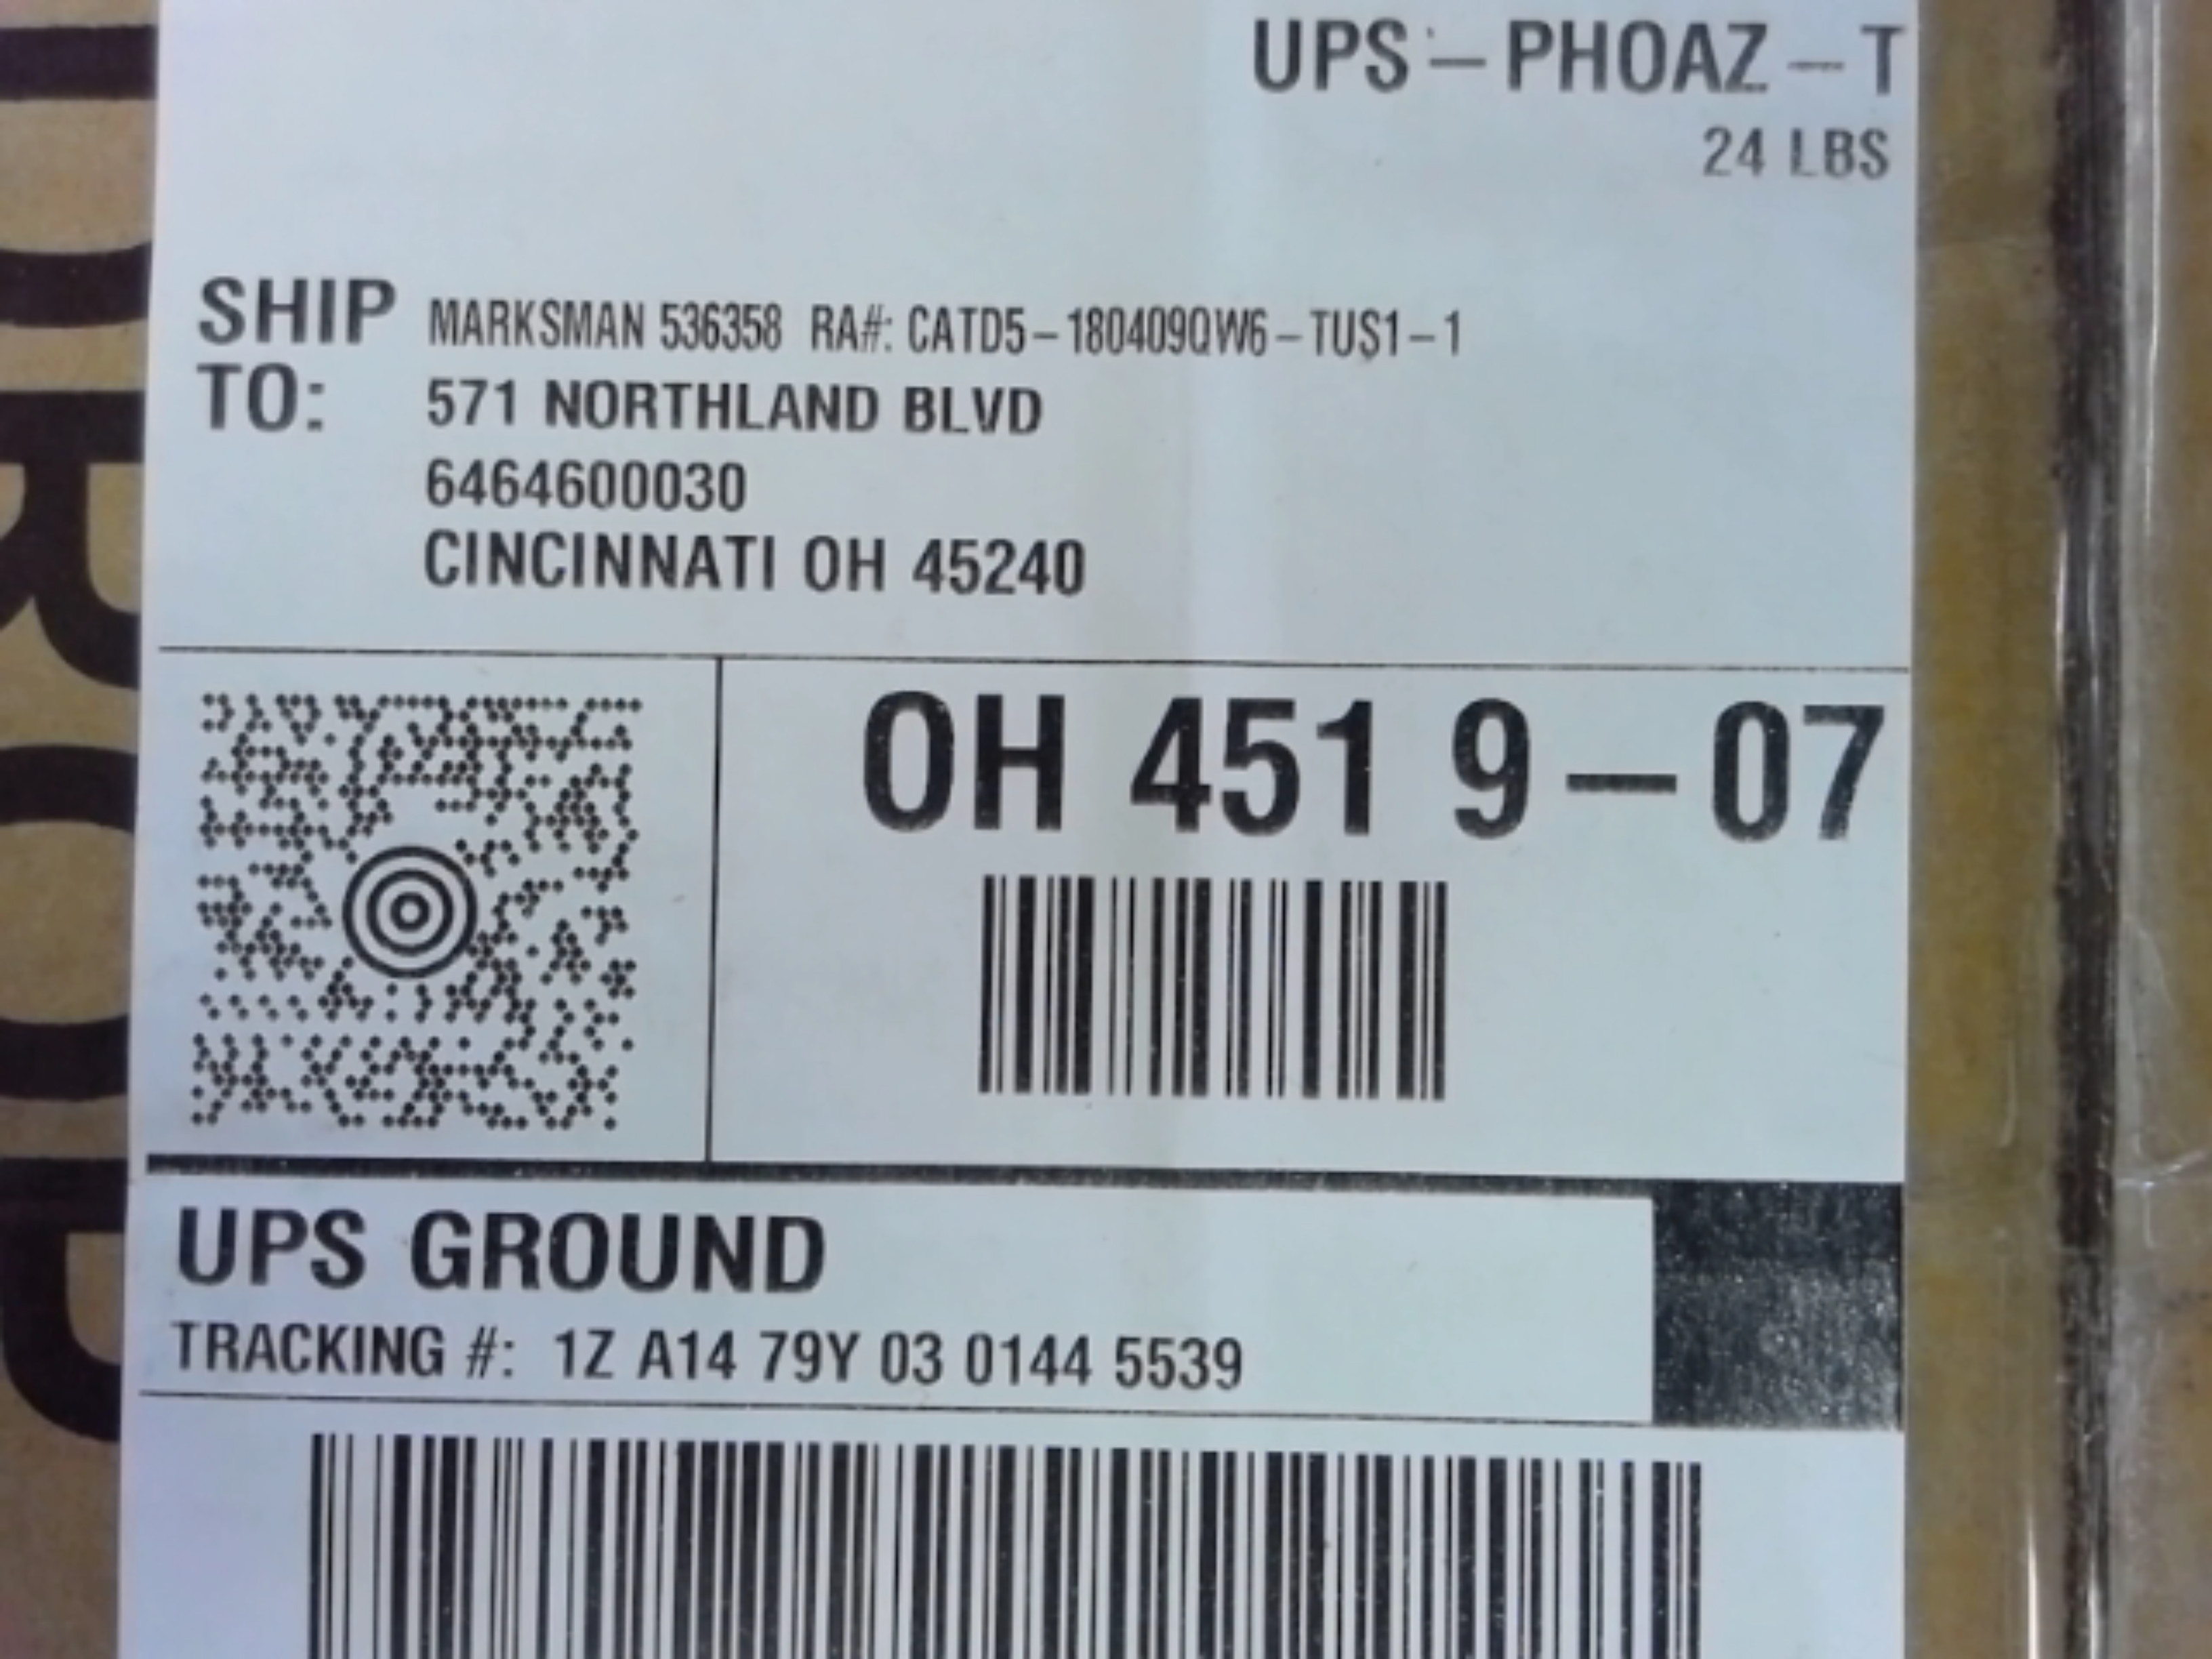 UPS – PHOAZ – T
24 LBS
SHIP TO:
MARKSMAN 536358 RA#: CATD5–180409QW6–TUS1–1
571 NORTHLAND BLVD
6464600030
CINCINNATI OH 45240
OH 451 9–07
UPS GROUND
TRACKING #: 1Z A14 79Y 03 0144 5539